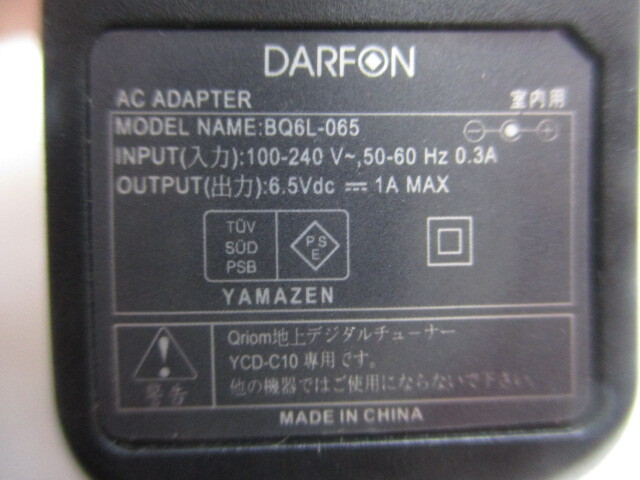 DARFON
AC ADAPTER 室内用
MODEL NAME:BQ6L-065
INPUT(入力):100-240 V~,50-60 Hz 0.3A
OUTPUT(出力):6.5Vdc ⎓ 1A MAX
TÜV
SÜD
PSB
PS
E
YAMAZEN
警告
Qriom地上デジタルチューナー
YCD-C10 専用です。
他の機器ではご使用にならないで下さい。
MADE IN CHINA